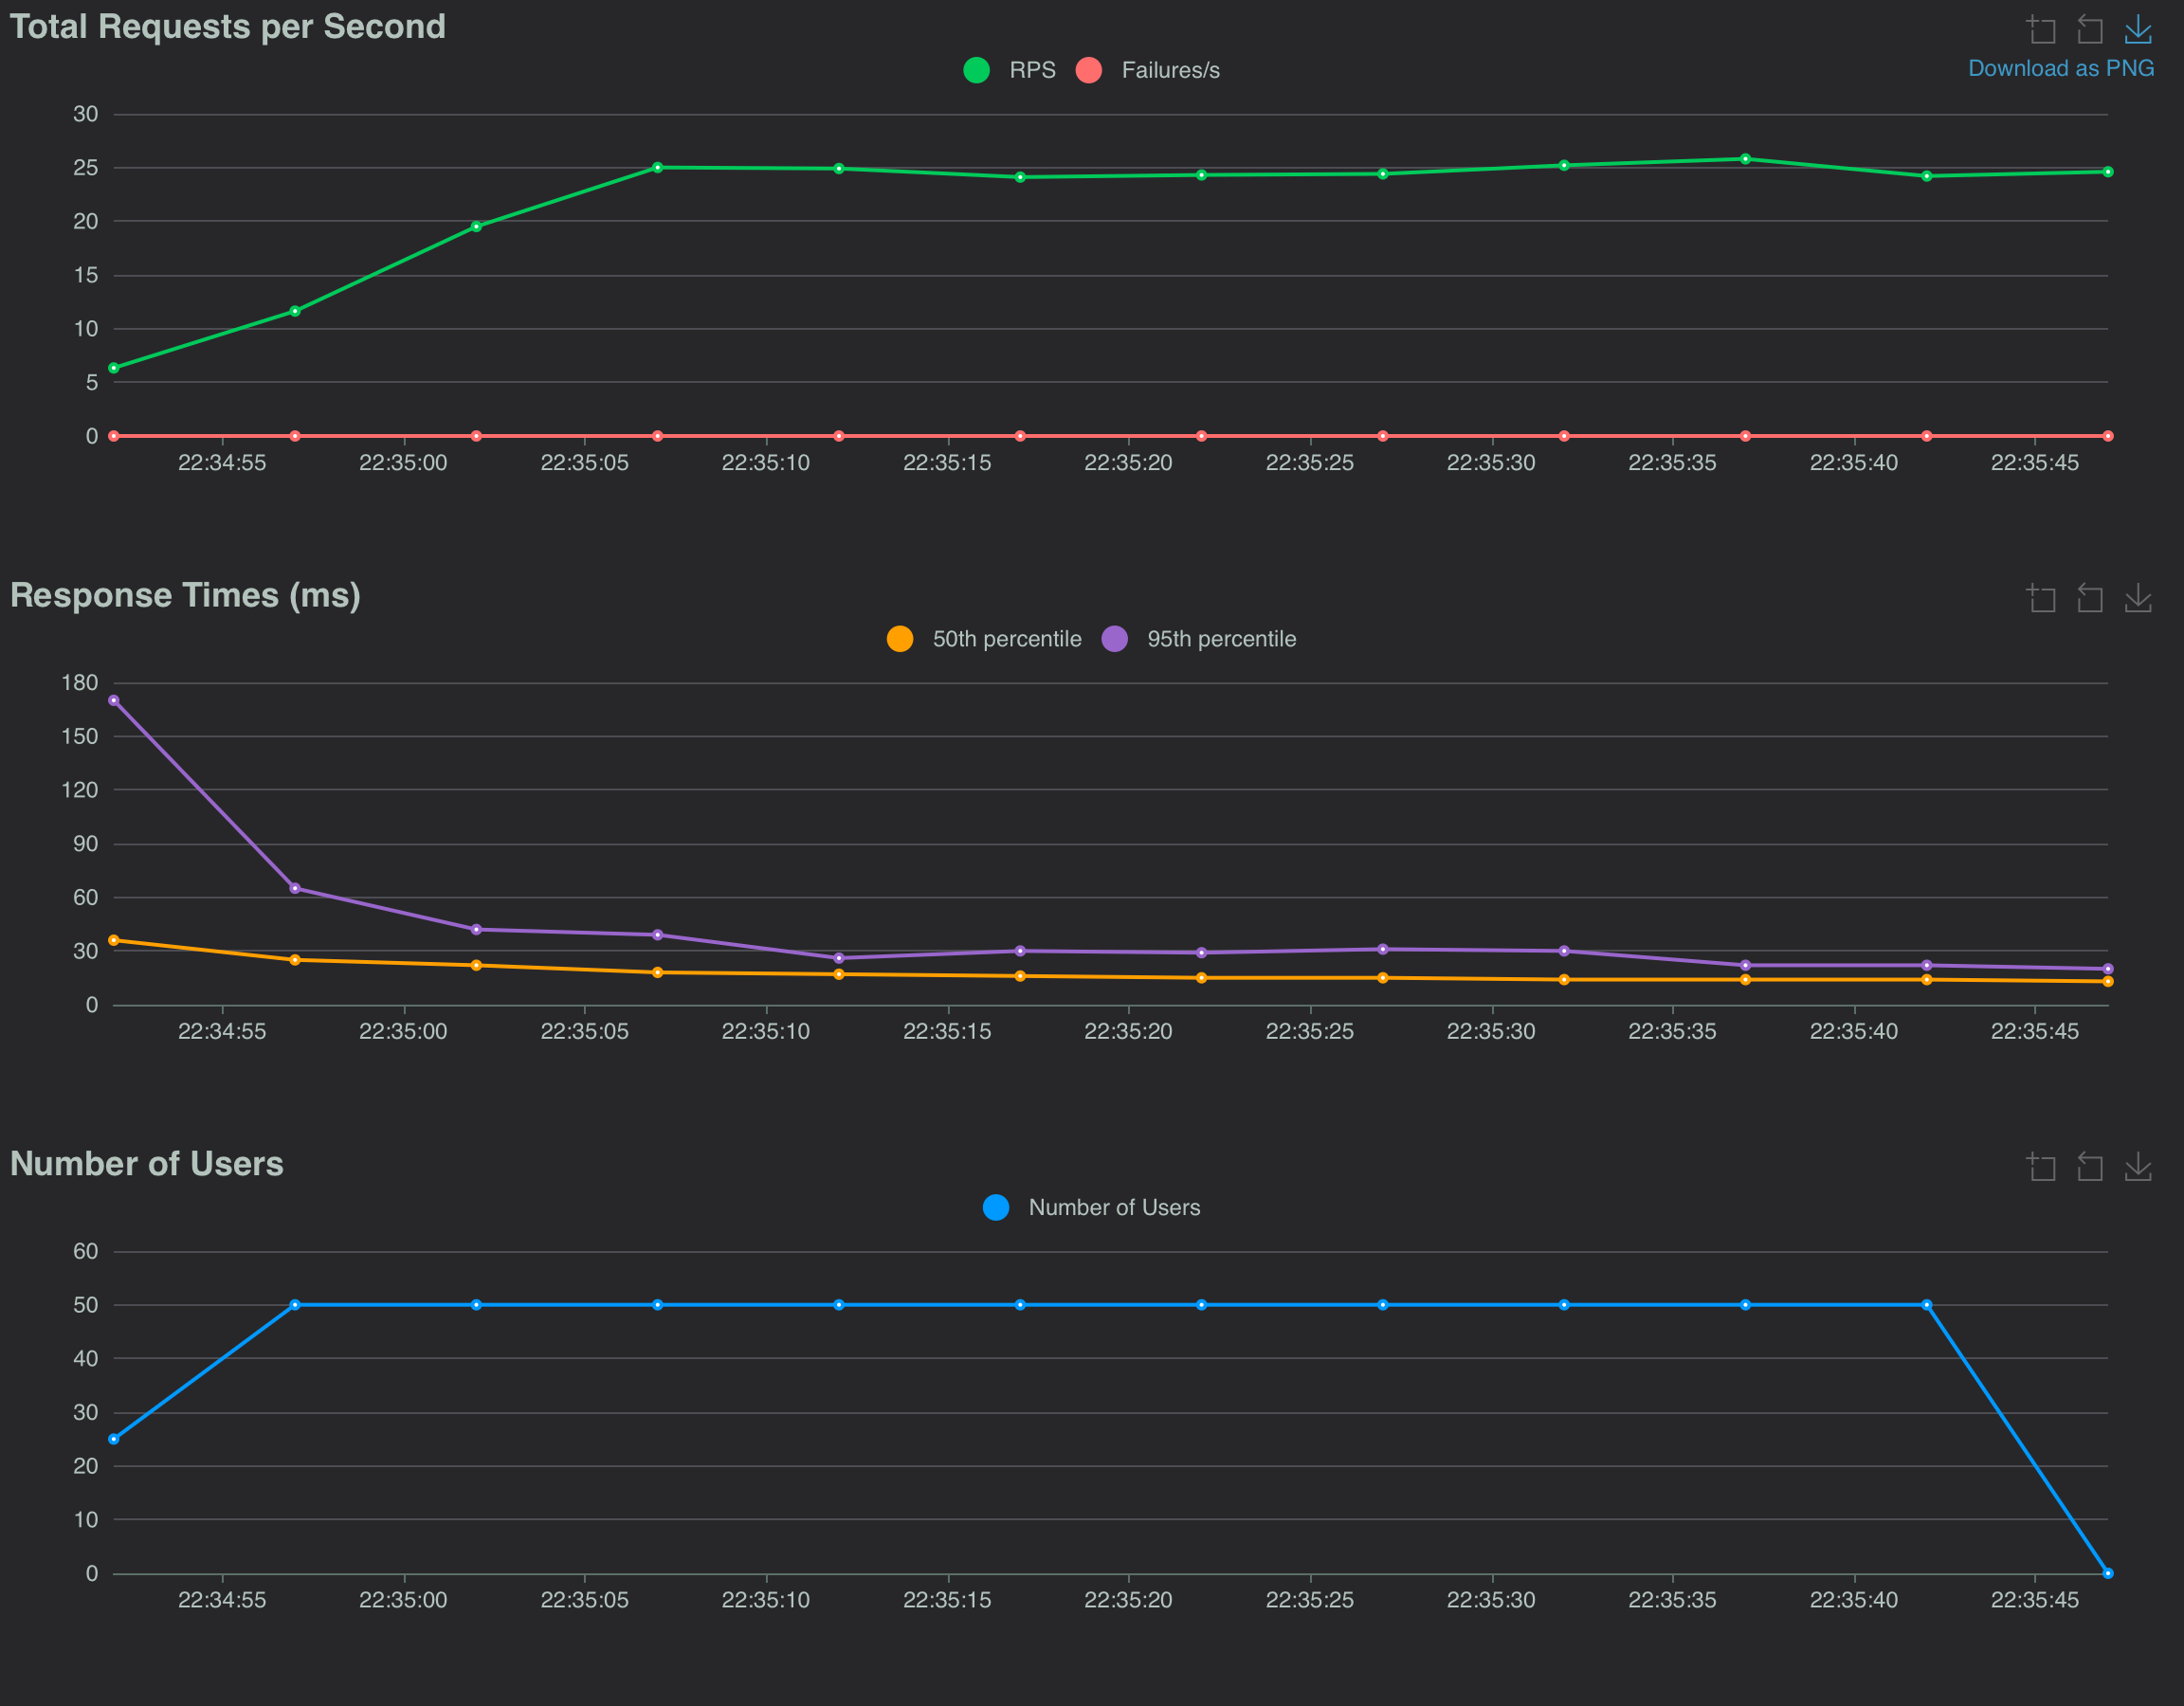 Total Requests per Second
Download as PNG
RPS Failures/s
30
25
20
15
10
5
0
22:34:55 22:35:00 22:35:05 22:35:10 22:35:15 22:35:20 22:35:25 22:35:30 22:35:35 22:35:40 22:35:45
Response Times (ms)
50th percentile 95th percentile
180
150
120
90
60
30
0
22:34:55 22:35:00 22:35:05 22:35:10 22:35:15 22:35:20 22:35:25 22:35:30 22:35:35 22:35:40 22:35:45
Number of Users
Number of Users
60
50
40
30
20
10
0
22:34:55 22:35:00 22:35:05 22:35:10 22:35:15 22:35:20 22:35:25 22:35:30 22:35:35 22:35:40 22:35:45